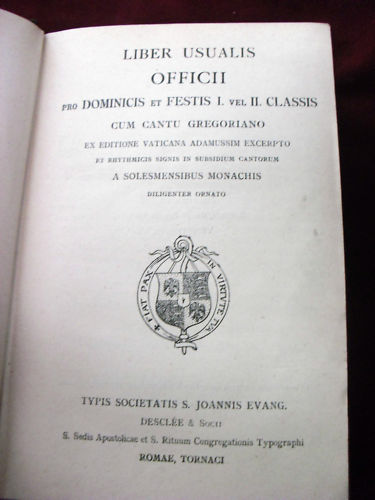 LIBER USUALIS
OFFICII
PRO DOMINICIS ET FESTIS I. VEL II. CLASSIS
CUM CANTU GREGORIANO
EX EDITIONE VATICANA ADAMUSSIM EXCERPTO
ET RHYTHMICIS SIGNIS IN SUBSIDIUM CANTORUM
A SOLESMENSIBUS MONACHIS
DILIGENTER ORNATO
FIAT PAX IN VIRTUTE TUA
TYPIS SOCIETATIS S. JOANNIS EVANG.
DESCLÉE & SOCII
S. Sedis Apostolicae et S. Rituum Congregationis Typographi
ROMAE, TORNACI